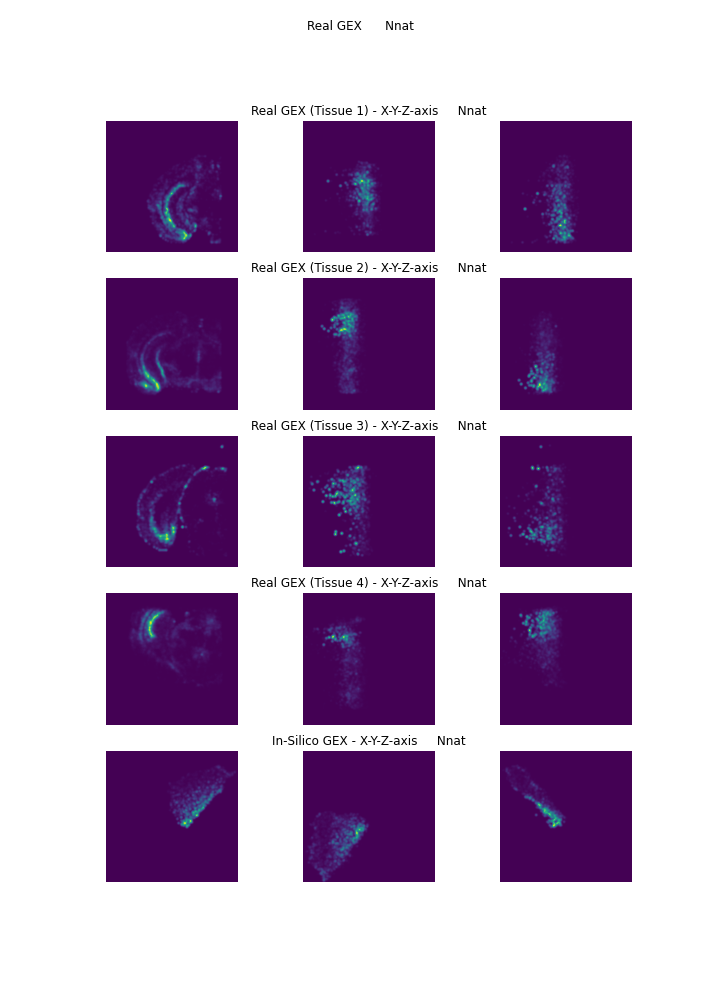 Real GEX      Nnat
Real GEX (Tissue 1) - X-Y-Z-axis     Nnat
Real GEX (Tissue 2) - X-Y-Z-axis     Nnat
Real GEX (Tissue 3) - X-Y-Z-axis     Nnat
Real GEX (Tissue 4) - X-Y-Z-axis     Nnat
In-Silico GEX - X-Y-Z-axis     Nnat